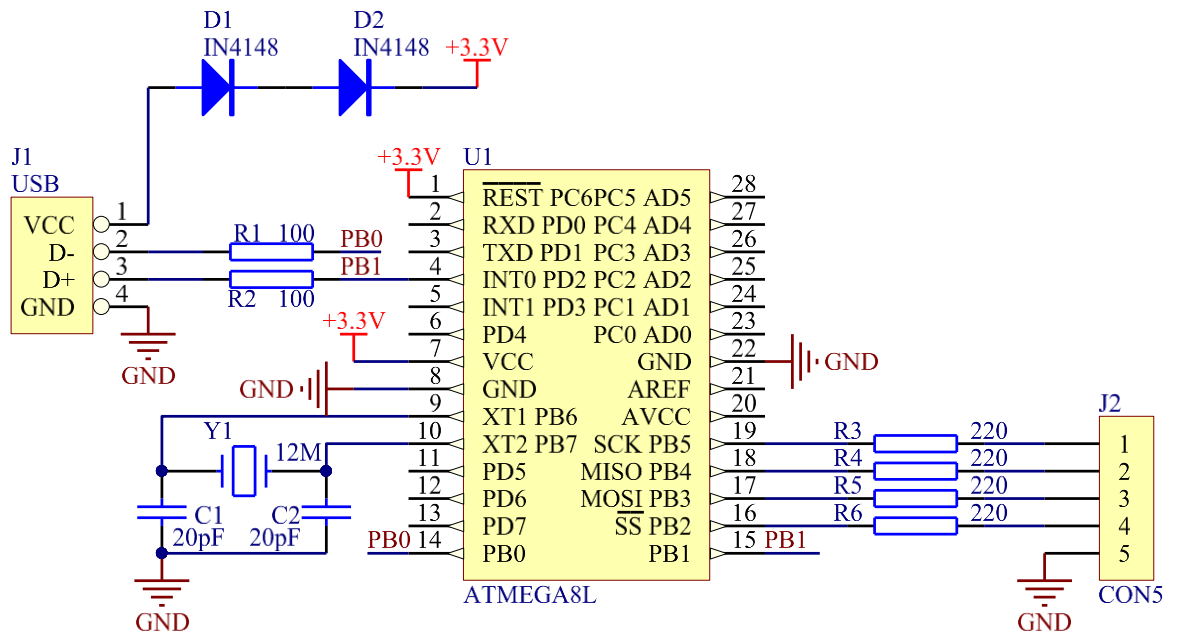 D1
IN4148
D2
IN4148
+3.3V
J1
USB
VCC 1
D- 2
D+ 3
GND 4
GND
R1 100
PB0
R2 100
PB1
+3.3V
+3.3V
GND
Y1
12M
C1
20pF
C2
20pF
GND
PB0
U1
1 REST PC6 PC5 AD5 28
2 RXD PD0 PC4 AD4 27
3 TXD PD1 PC3 AD3 26
4 INT0 PD2 PC2 AD2 25
5 INT1 PD3 PC1 AD1 24
6 PD4 PC0 AD0 23
7 VCC GND 22
8 GND AREF 21
9 XT1 PB6 AVCC 20
10 XT2 PB7 SCK PB5 19
11 PD5 MISO PB4 18
12 PD6 MOSI PB3 17
13 PD7 SS PB2 16
14 PB0 PB1 15
ATMEGA8L
GND
PB1
R3 220
R4 220
R5 220
R6 220
J2
1
2
3
4
5
CON5
GND